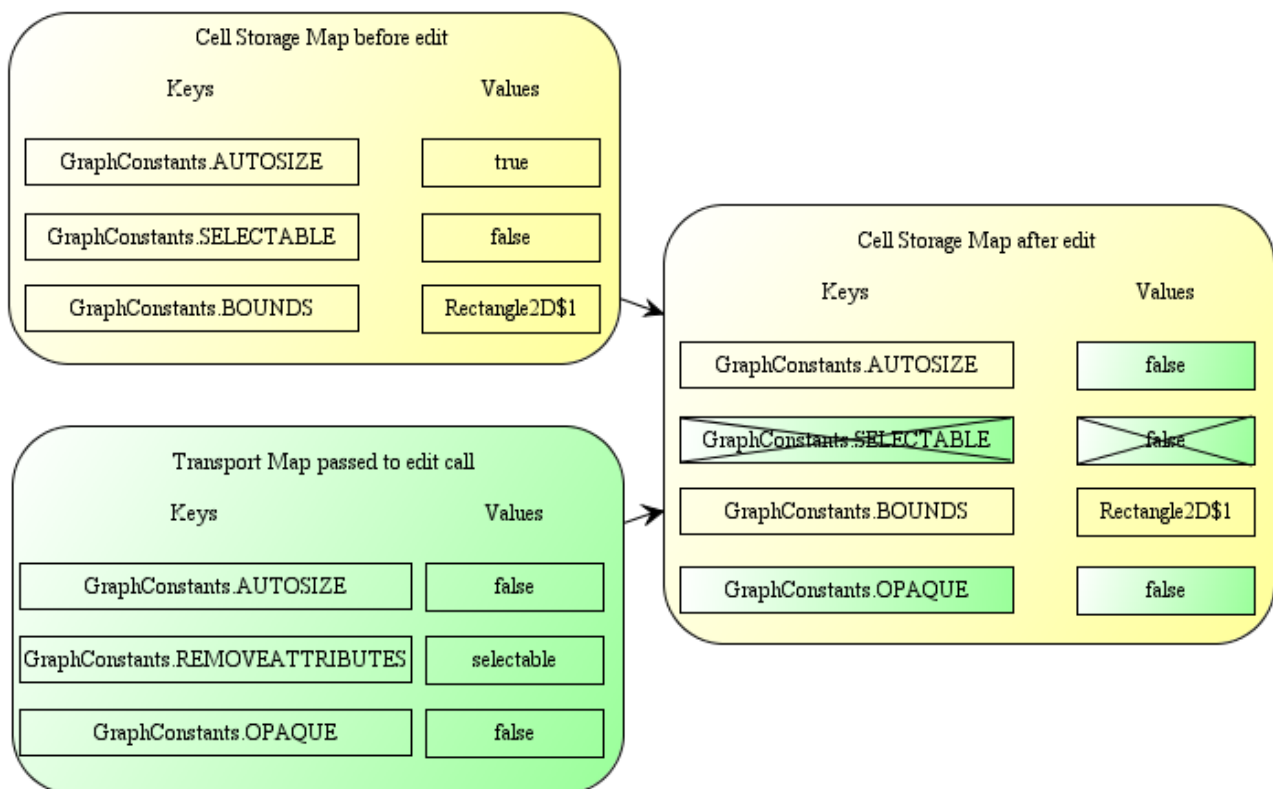 Cell Storage Map before edit
Keys Values
GraphConstants.AUTOSIZE true
GraphConstants.SELECTABLE false
GraphConstants.BOUNDS Rectangle2D$1
Transport Map passed to edit call
Keys Values
GraphConstants.AUTOSIZE false
GraphConstants.REMOVEATTRIBUTES selectable
GraphConstants.OPAQUE false
Cell Storage Map after edit
Keys Values
GraphConstants.AUTOSIZE false
GraphConstants.SELECTABLE false
GraphConstants.BOUNDS Rectangle2D$1
GraphConstants.OPAQUE false